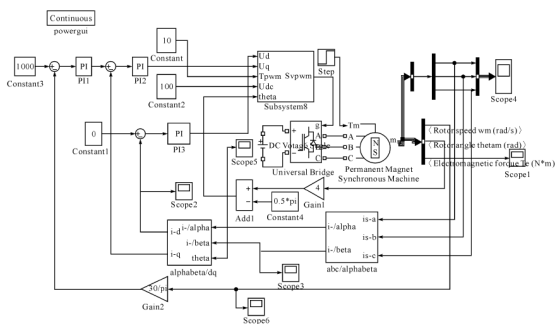 Continuous
powergui
1000
Constant3
PI
PI1
PI
PI2
10
Constant
100
Constant2
Ud
Uq
Tpwm
Udc
theta
Svpwm
Subsystem8
Step
Scope4
0
Constant1
PI
PI3
Scope5
DC Votage
g
A
B
C
Universal Bridge
Tm
A
B
C
N
S
m
Permanent Magnet
Synchronous Machine
〈Rotor speed wm (rad/s)〉
〈Rotor angle thetam (rad)〉
〈Electromagnetic torque Te (N*m)〉
Scope1
Scope2
Add1
0.5*pi
Constant4
4
Gain1
i-d
i-q
i-/alpha
i-/beta
theta
alphabeta/dq
i-/alpha
i-/beta
is-a
is-b
is-c
abc/alphabeta
Scope3
30/pi
Gain2
Scope6